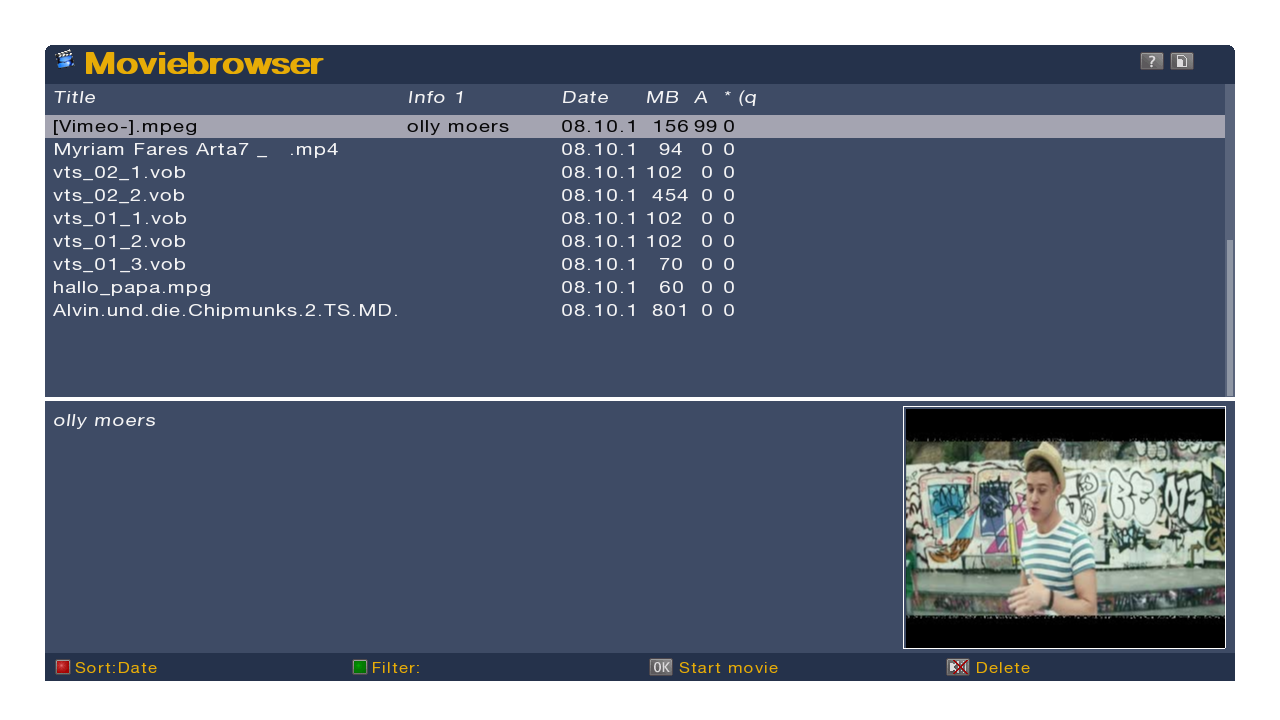 Moviebrowser ?
Title Info 1 Date MB A * (q
[Vimeo-].mpeg olly moers 08.10.1 156 99 0
Myriam Fares Arta7 _ .mp4 08.10.1 94 0 0
vts_02_1.vob 08.10.1 102 0 0
vts_02_2.vob 08.10.1 454 0 0
vts_01_1.vob 08.10.1 102 0 0
vts_01_2.vob 08.10.1 102 0 0
vts_01_3.vob 08.10.1 70 0 0
hallo_papa.mpg 08.10.1 60 0 0
Alvin.und.die.Chipmunks.2.TS.MD. 08.10.1 801 0 0
olly moers
BE 013
Sort:Date Filter: OK Start movie Delete